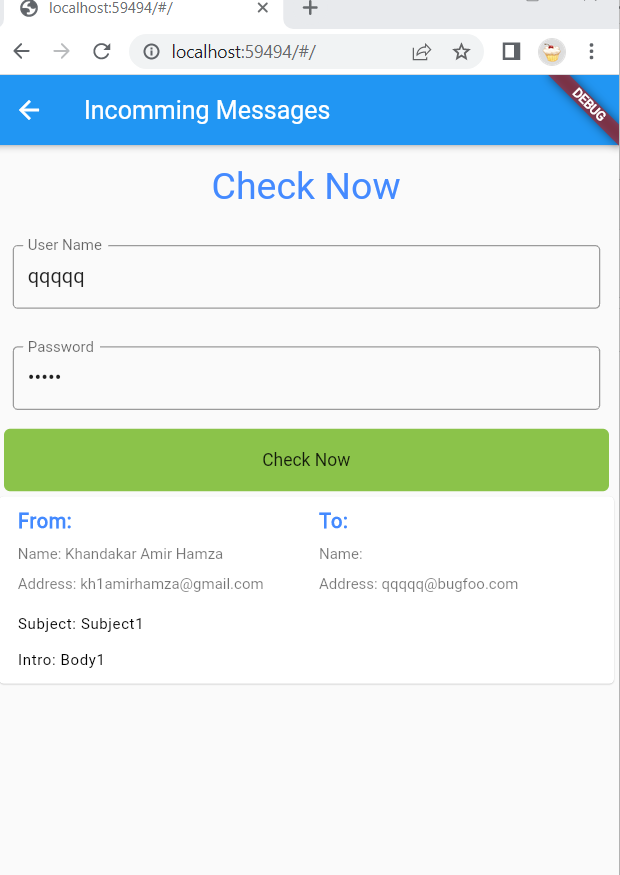 localhost:59494/#/
localhost:59494/#/
Incomming Messages
DEBUG
Check Now
User Name
qqqqq
Password
•••••
Check Now
From:
To:
Name: Khandakar Amir Hamza
Name:
Address: kh1amirhamza@gmail.com
Address: qqqqq@bugfoo.com
Subject: Subject1
Intro: Body1